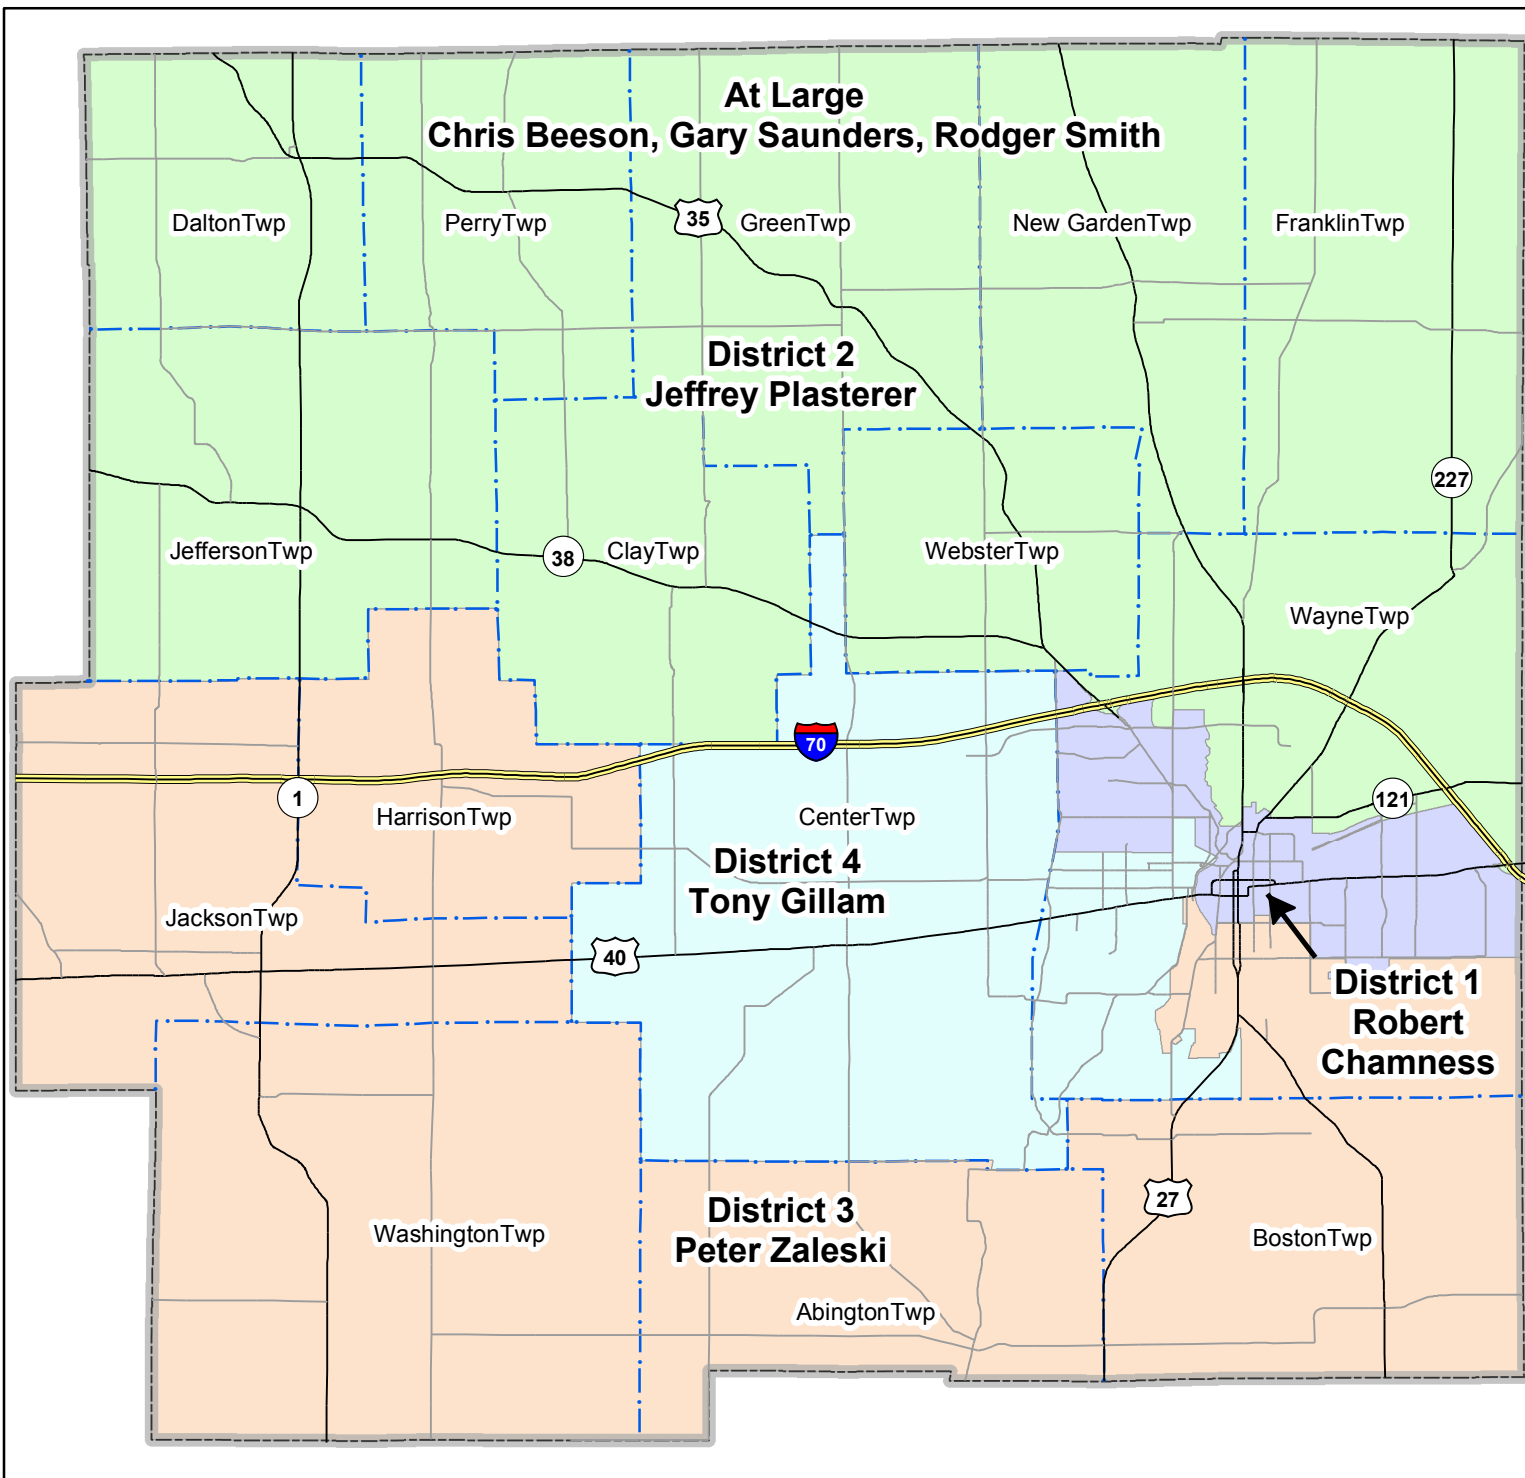 At Large
Chris Beeson, Gary Saunders, Rodger Smith
DaltonTwp
PerryTwp
35
GreenTwp
New GardenTwp
FranklinTwp
District 2
Jeffrey Plasterer
227
JeffersonTwp
38
ClayTwp
WebsterTwp
WayneTwp
70
1
121
HarrisonTwp
CenterTwp
District 4
Tony Gillam
JacksonTwp
40
District 1
Robert
Chamness
27
District 3
Peter Zaleski
WashingtonTwp
BostonTwp
AbingtonTwp